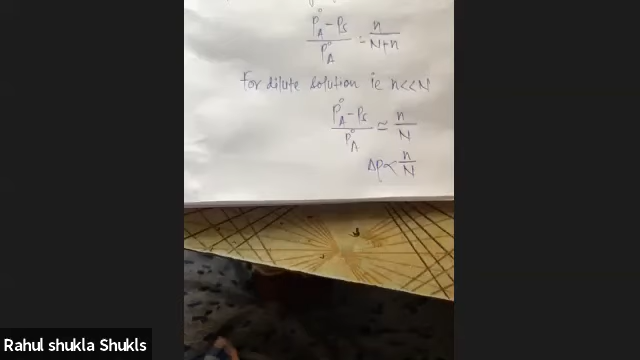 P°A - Ps / P°A = n / N+n
For dilute solution ie n<<N
P°A - Ps / P°A ≃ n / N
ΔP ∝ n / N
Rahul shukla Shukls